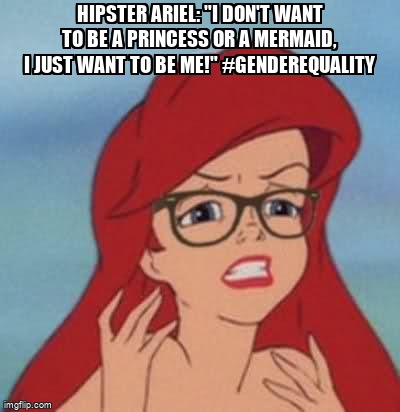 HIPSTER ARIEL: "I DON'T WANT
TO BE A PRINCESS OR A MERMAID,
I JUST WANT TO BE ME!" #GENDEREQUALITY
imgflip.com